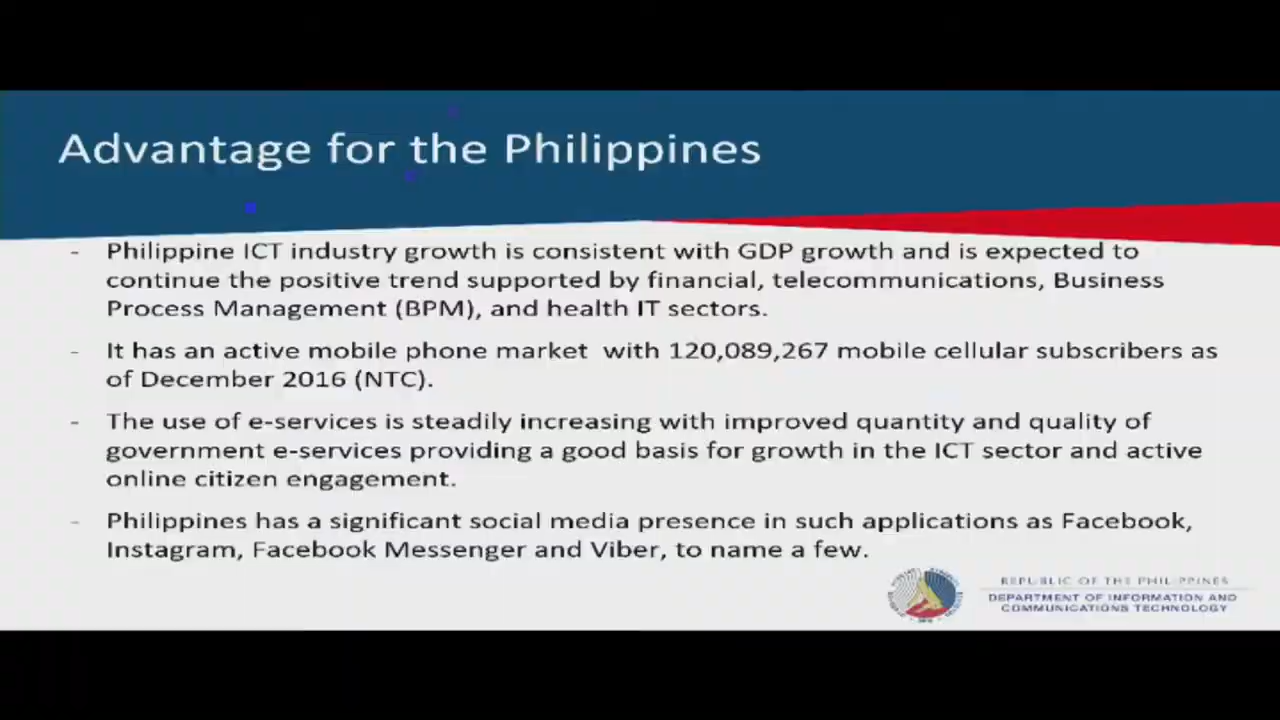 Advantage for the Philippines
- Philippine ICT industry growth is consistent with GDP growth and is expected to
continue the positive trend supported by financial, telecommunications, Business
Process Management (BPM), and health IT sectors.
- It has an active mobile phone market with 120,089,267 mobile cellular subscribers as
of December 2016 (NTC).
- The use of e-services is steadily increasing with improved quantity and quality of
government e-services providing a good basis for growth in the ICT sector and active
online citizen engagement.
- Philippines has a significant social media presence in such applications as Facebook,
Instagram, Facebook Messenger and Viber, to name a few.
REPUBLIC OF THE PHILIPPINES
DEPARTMENT OF INFORMATION AND
COMMUNICATIONS TECHNOLOGY